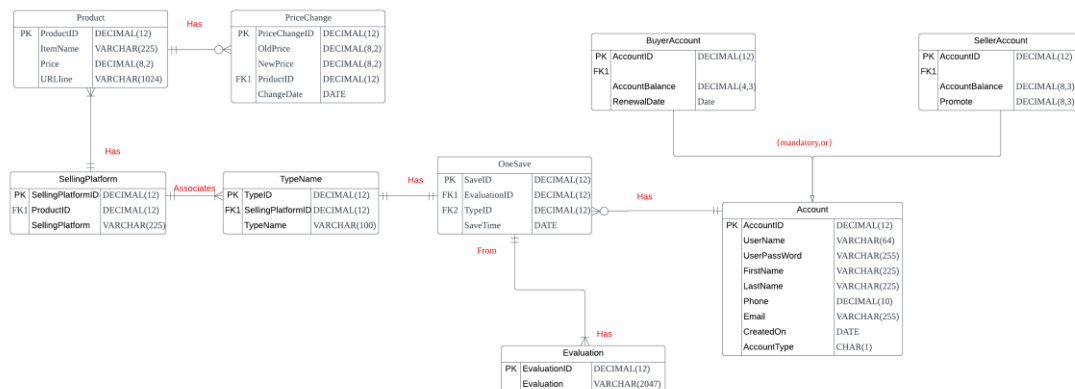 Product
PK ProductID DECIMAL(12)
ItemName VARCHAR(225)
Price DECIMAL(8,2)
URLline VARCHAR(1024)
Has
PriceChange
PK PriceChangeID DECIMAL(12)
OldPrice DECIMAL(8,2)
NewPrice DECIMAL(8,2)
FK1 PriductID DECIMAL(12)
ChangeDate DATE
BuyerAccount
PK AccountID DECIMAL(12)
FK1
AccountBalance DECIMAL(4,3)
RenewalDate Date
SellerAccount
PK AccountID DECIMAL(12)
FK1
AccountBalance DECIMAL(8,3)
Promote DECIMAL(8,3)
{mandatory,or}
Has
SellingPlatform
PK SellingPlatformID DECIMAL(12)
FK1 ProductID DECIMAL(12)
SellingPlatform VARCHAR(225)
Associates
TypeName
PK TypeID DECIMAL(12)
FK1 SellingPlatformID DECIMAL(12)
TypeName VARCHAR(100)
Has
OneSave
PK SaveID DECIMAL(12)
FK1 EvaluationID DECIMAL(12)
FK2 TypeID DECIMAL(12)
SaveTime DATE
Has
Account
PK AccountID DECIMAL(12)
UserName VARCHAR(64)
UserPassWord VARCHAR(255)
FirstName VARCHAR(225)
LastName VARCHAR(225)
Phone DECIMAL(10)
Email VARCHAR(255)
CreatedOn DATE
AccountType CHAR(1)
From
Has
Evaluation
PK EvaluationID DECIMAL(12)
Evaluation VARCHAR(2047)